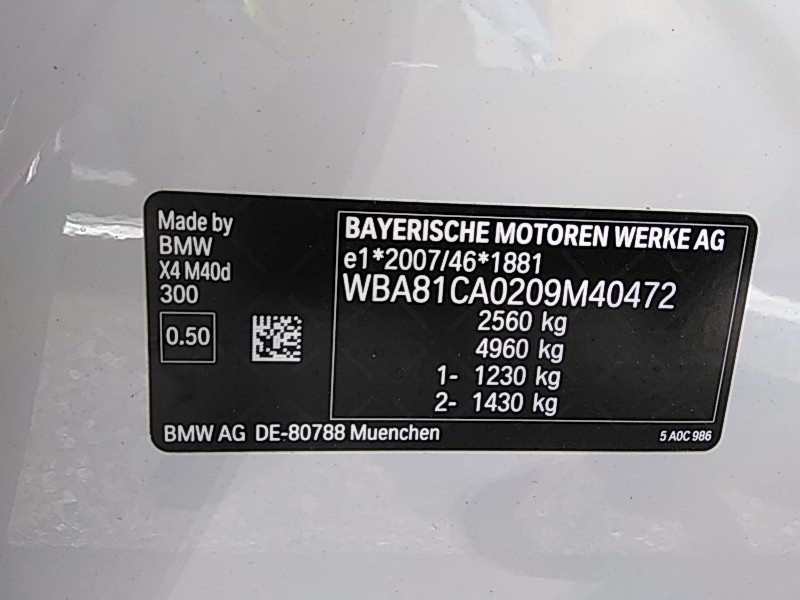 Made by
BMW
X4 M40d
300
0.50
BAYERISCHE MOTOREN WERKE AG
e1*2007/46*1881
WBA81CA0209M40472
2560 kg
4960 kg
1- 1230 kg
2- 1430 kg
BMW AG DE-80788 Muenchen
5 A0C 986